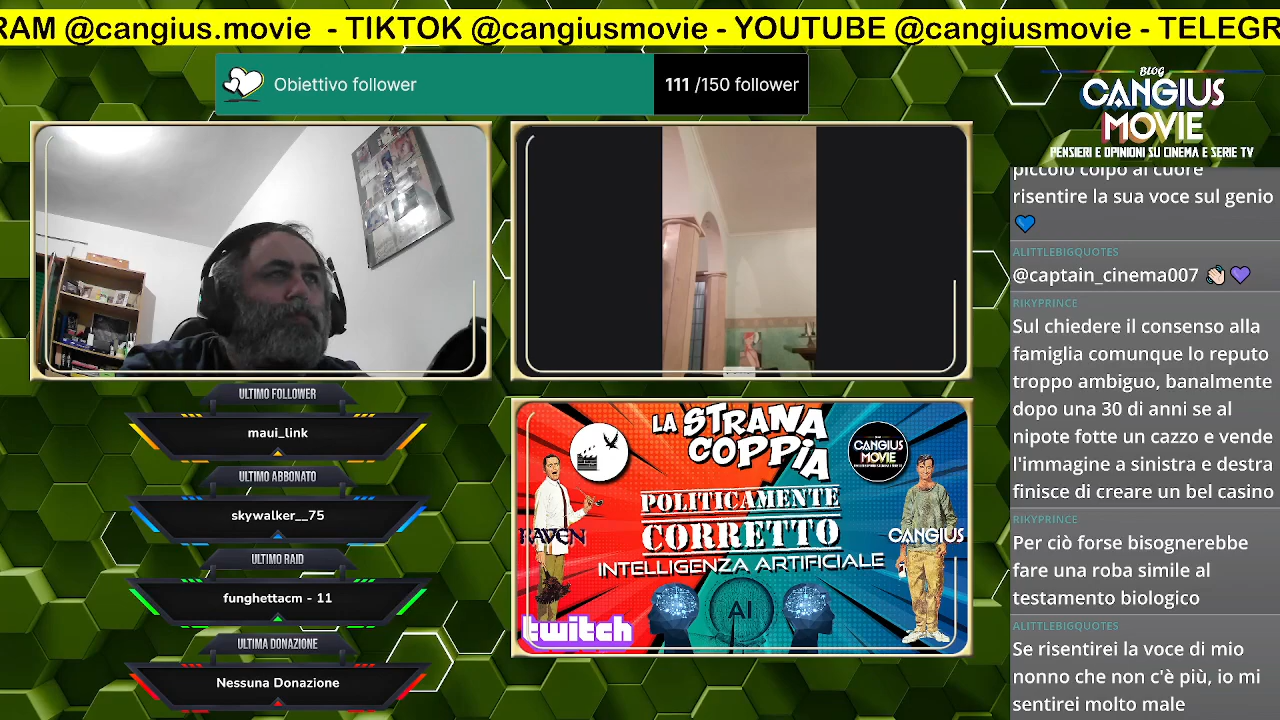 RAM @cangius.movie - TIKTOK @cangiusmovie - YOUTUBE @cangiusmovie - TELEGR
Obiettivo follower
111 /150 follower
BLOG
CANGIUS
MOVIE
PENSIERI E OPINIONI SU CINEMA E SERIE TV
piccolo colpo al cuore
risentire la sua voce sul genio
💙
ALITTLEBIGQUOTES
@captain_cinema007 👏🏻 💜
RIKYPRINCE
Sul chiedere il consenso alla
famiglia comunque lo reputo
troppo ambiguo, banalmente
dopo una 30 di anni se al
nipote fotte un cazzo e vende
l'immagine a sinistra e destra
finisce di creare un bel casino
RIKYPRINCE
Per ciò forse bisognerebbe
fare una roba simile al
testamento biologico
ALITTLEBIGQUOTES
Se risentirei la voce di mio
nonno che non c'è più, io mi
sentirei molto male
ULTIMO FOLLOWER
maui_link
ULTIMO ABBONATO
skywalker__75
ULTIMO RAID
funghettacm - 11
ULTIMA DONAZIONE
Nessuna Donazione
LA STRANA
COPPIA
CANGIUS
MOVIE
POLITICAMENTE
CORRETTO
INTELLIGENZA ARTIFICIALE
HAVEN
CANGIUS
AI
twitch